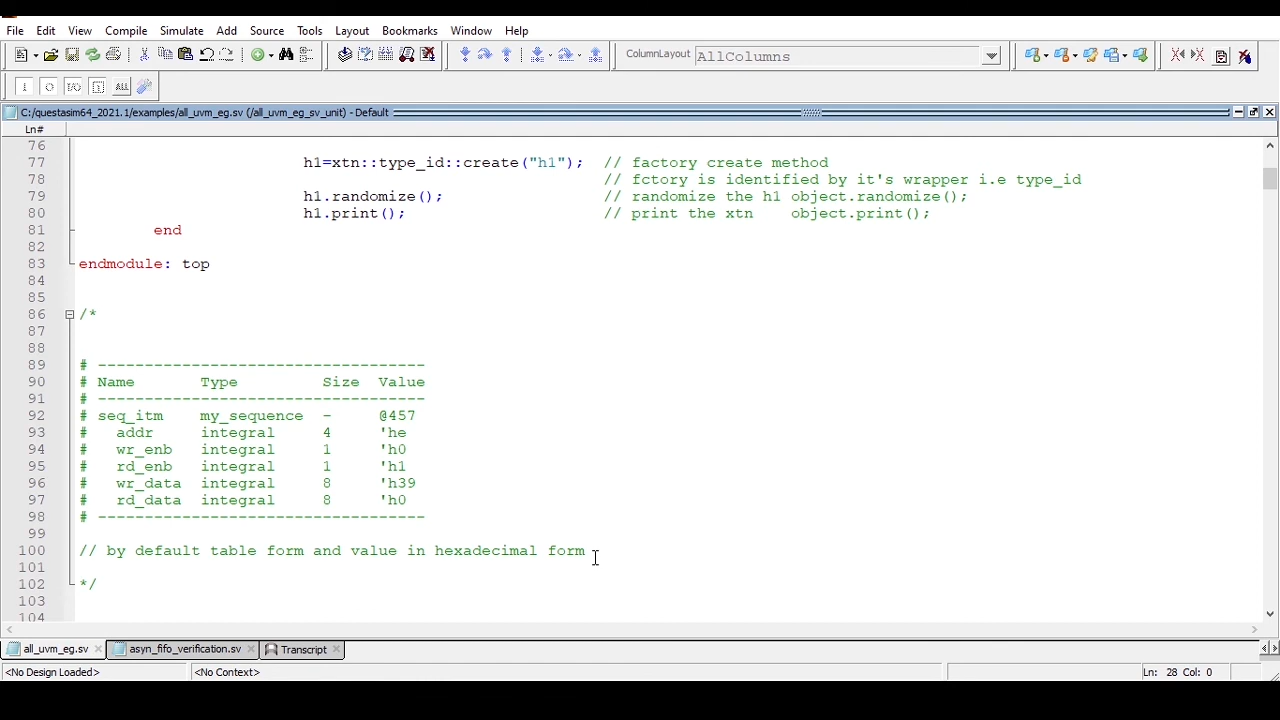 File Edit View Compile Simulate Add Source Tools Layout Bookmarks Window Help
ColumnLayout AllColumns
C:/questasim64_2021.1/examples/all_uvm_eg.sv (/all_uvm_eg_sv_unit) - Default
Ln#
76
77 h1=xtn::type_id::create("h1"); // factory create method
78 // fctory is identified by it's wrapper i.e type_id
79 h1.randomize(); // randomize the h1 object.randomize();
80 h1.print(); // print the xtn object.print();
81 end
82
83 endmodule: top
84
85
86 /*
87
88
89 # -----------------------------------
90 # Name Type Size Value
91 # -----------------------------------
92 # seq_itm my_sequence - @457
93 # addr integral 4 'he
94 # wr_enb integral 1 'h0
95 # rd_enb integral 1 'h1
96 # wr_data integral 8 'h39
97 # rd_data integral 8 'h0
98 # -----------------------------------
99
100 // by default table form and value in hexadecimal form
101
102 */
103
104
all_uvm_eg.sv asyn_fifo_verification.sv Transcript
<No Design Loaded> <No Context> Ln: 28 Col: 0